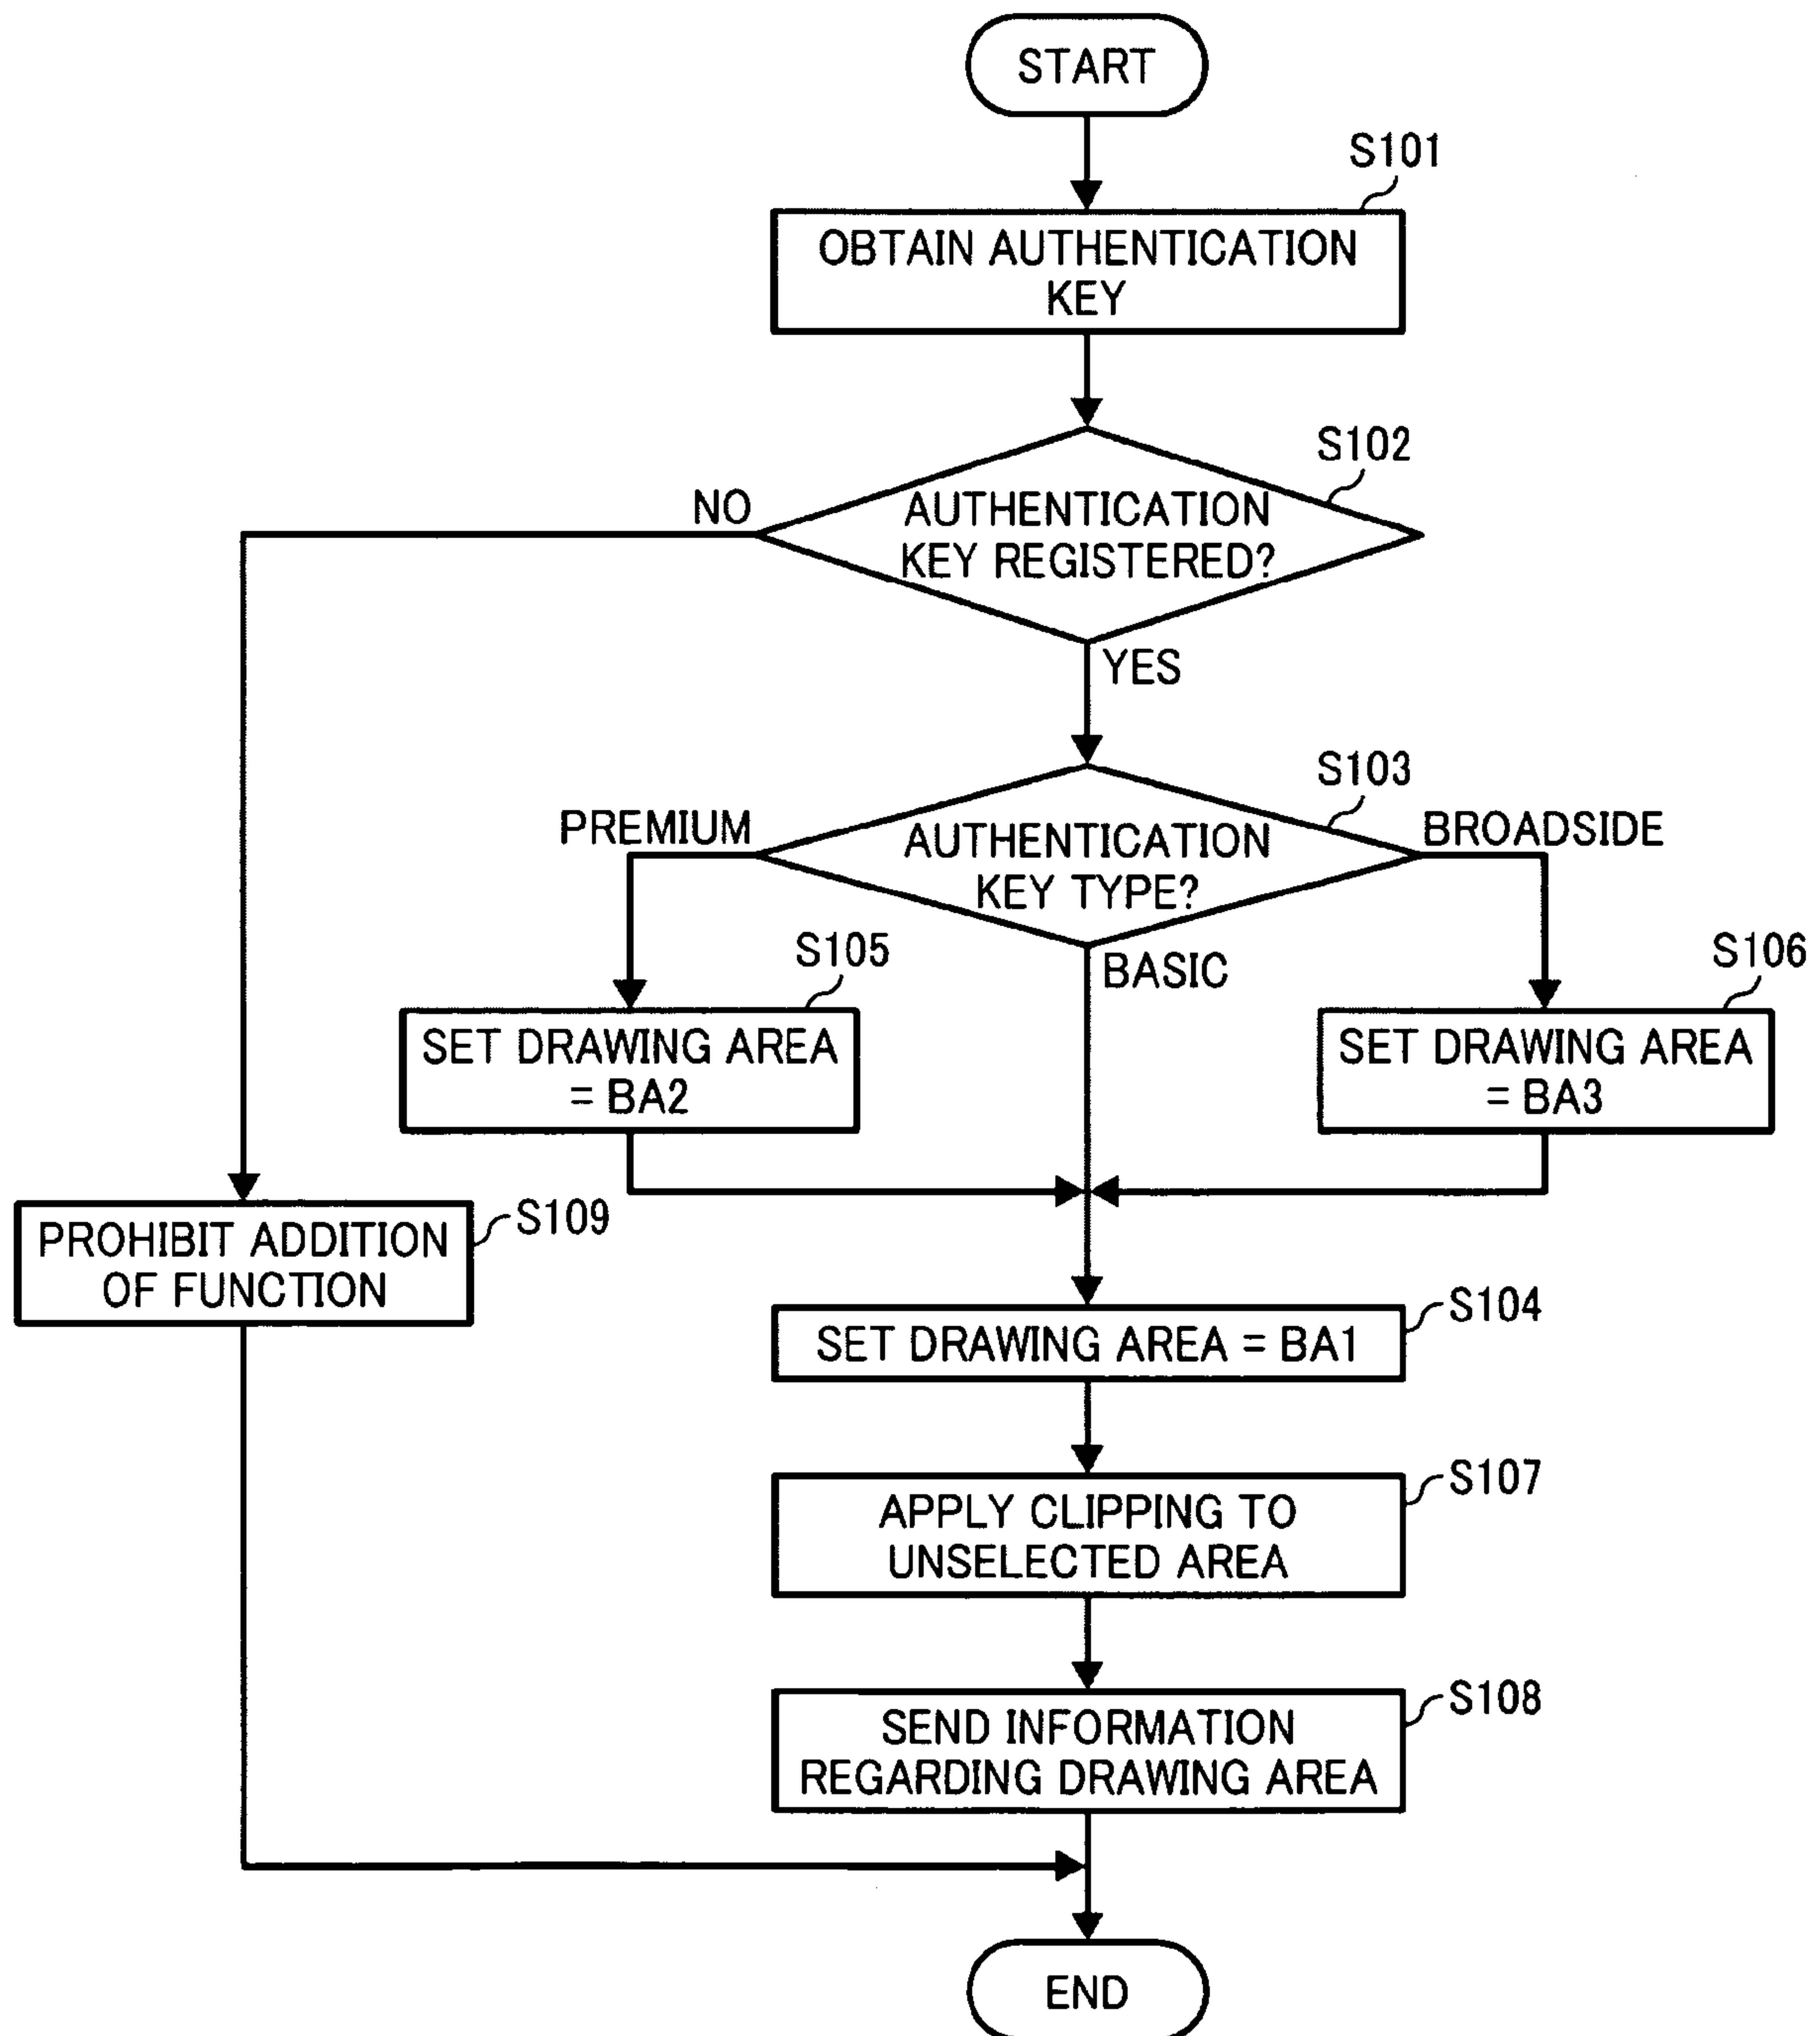 START
S101
OBTAIN AUTHENTICATION
KEY
S102
NO
AUTHENTICATION
KEY REGISTERED?
YES
S103
PREMIUM
AUTHENTICATION
KEY TYPE?
BROADSIDE
S105
BASIC
S106
SET DRAWING AREA
= BA2
SET DRAWING AREA
= BA3
PROHIBIT ADDITION
OF FUNCTION
S109
SET DRAWING AREA = BA1
S104
APPLY CLIPPING TO
UNSELECTED AREA
S107
SEND INFORMATION
REGARDING DRAWING AREA
S108
END